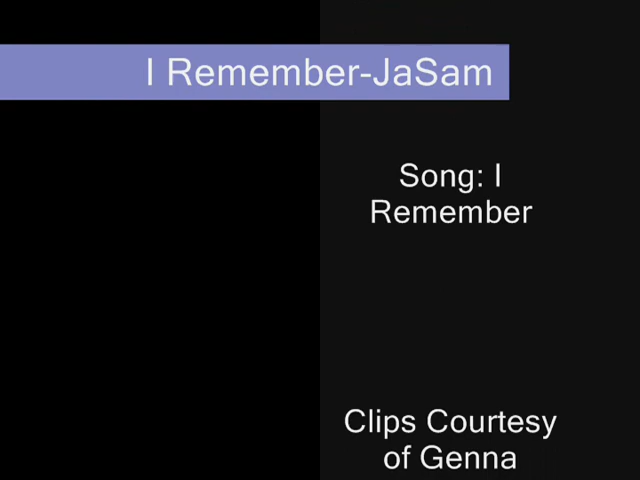 I Remember-JaSam
Song: I
Remember
Clips Courtesy
of Genna